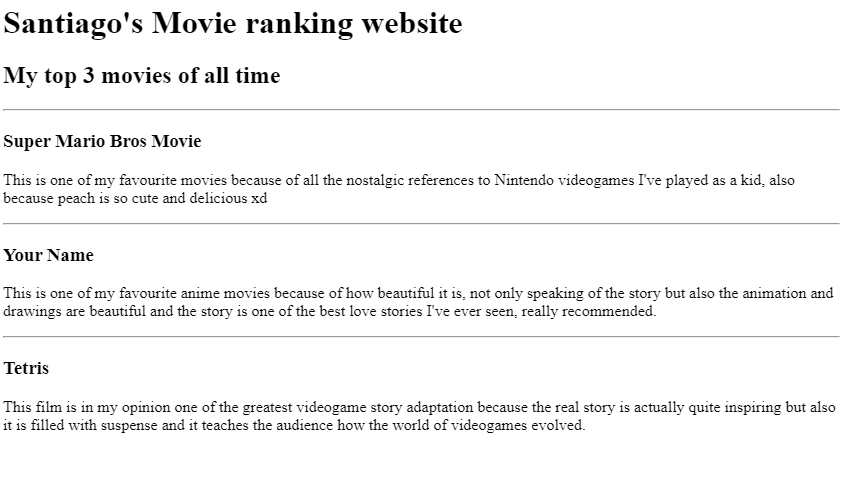 Santiago's Movie ranking website
My top 3 movies of all time
Super Mario Bros Movie
This is one of my favourite movies because of all the nostalgic references to Nintendo videogames I've played as a kid, also
because peach is so cute and delicious xd
Your Name
This is one of my favourite anime movies because of how beautiful it is, not only speaking of the story but also the animation and
drawings are beautiful and the story is one of the best love stories I've ever seen, really recommended.
Tetris
This film is in my opinion one of the greatest videogame story adaptation because the real story is actually quite inspiring but also
it is filled with suspense and it teaches the audience how the world of videogames evolved.